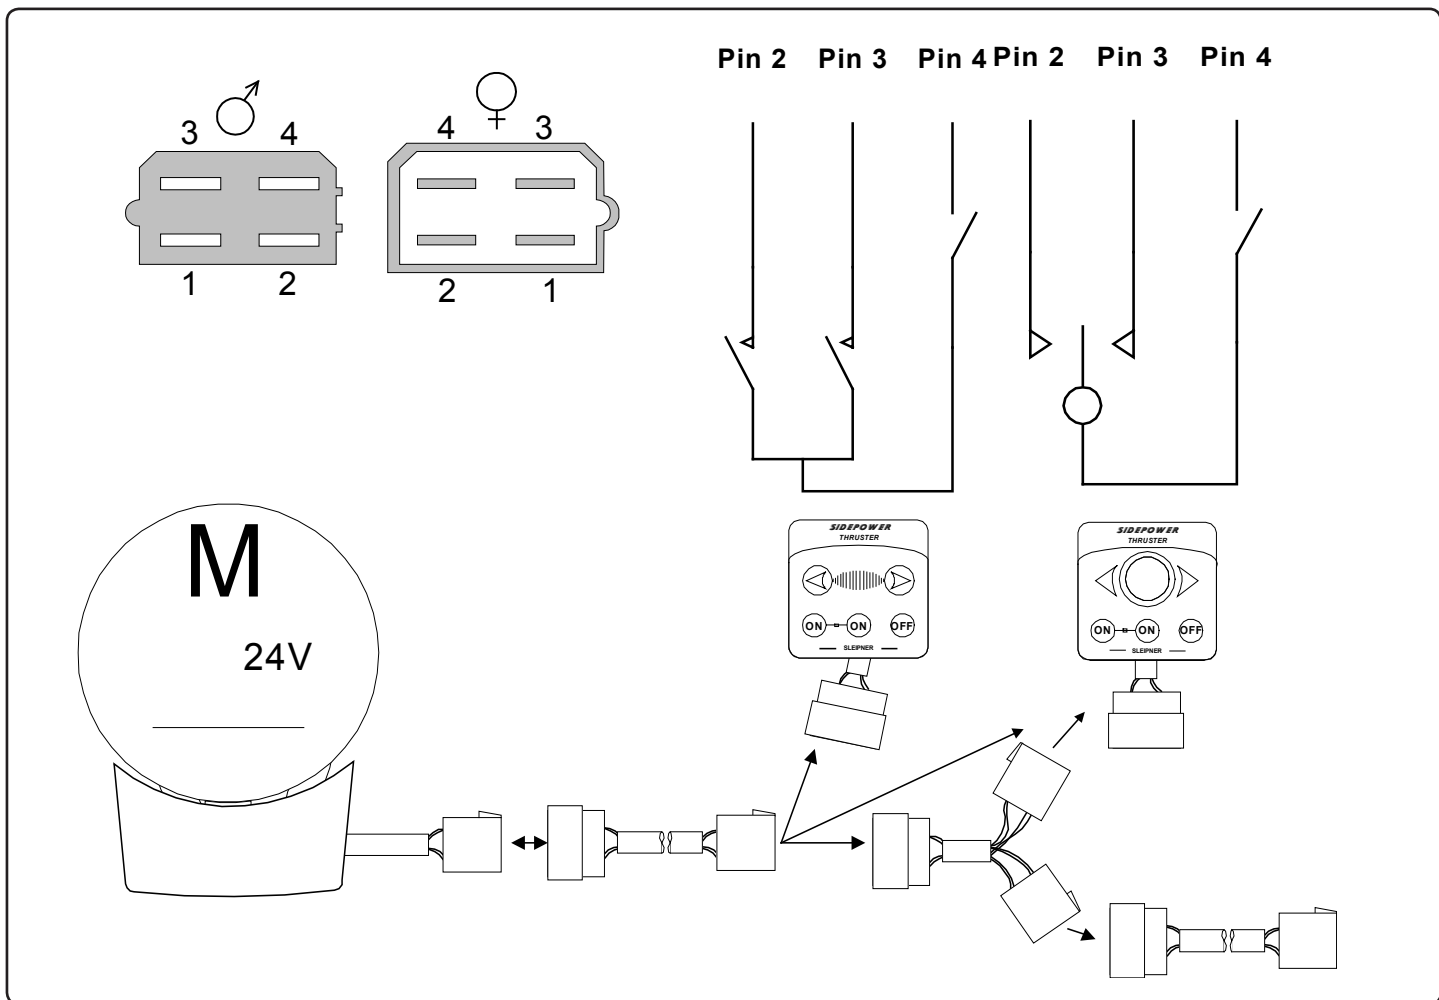 Pin 2 Pin 3 Pin 4 Pin 2 Pin 3 Pin 4
3 4
4 3
1 2
2 1
M
24V
SIDEPOWER
THRUSTER
ON ON OFF
SLEIPNER
SIDEPOWER
THRUSTER
ON ON OFF
SLEIPNER